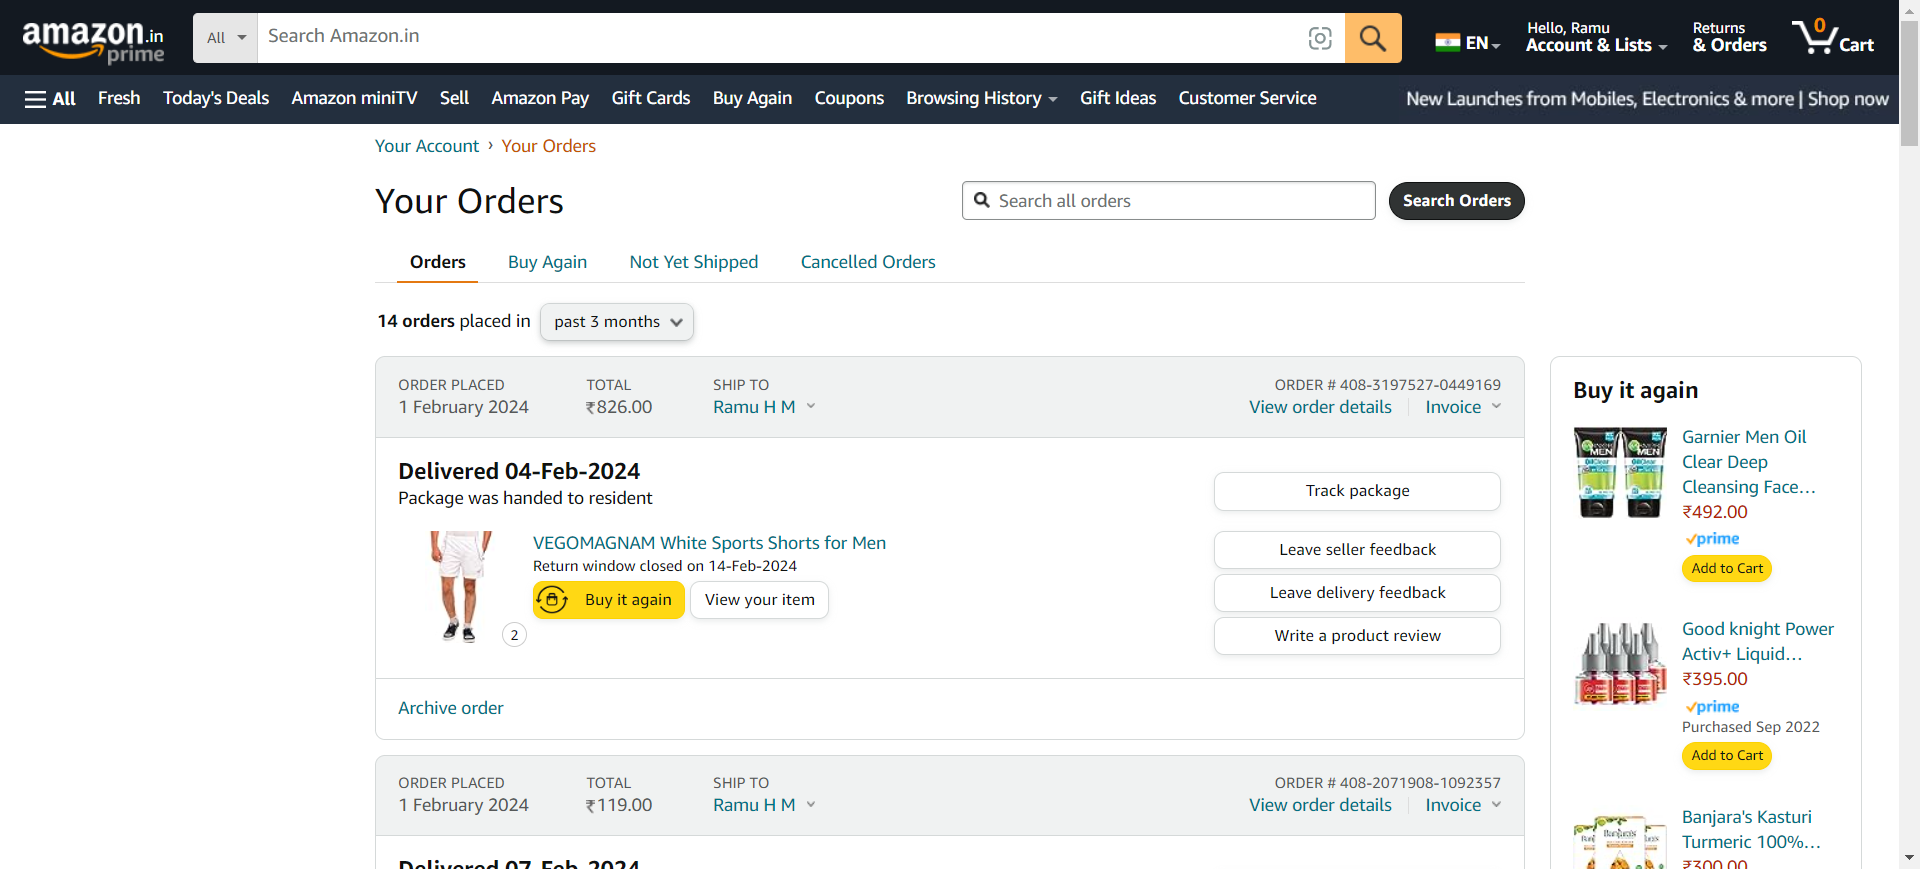 amazon.in
prime
All
Search Amazon.in
EN
Hello, Ramu
Account & Lists
Returns
& Orders
0
Cart
All
Fresh
Today's Deals
Amazon miniTV
Sell
Amazon Pay
Gift Cards
Buy Again
Coupons
Browsing History
Gift Ideas
Customer Service
New Launches from Mobiles, Electronics & more | Shop now
Your Account › Your Orders
Your Orders
Search all orders
Search Orders
Orders
Buy Again
Not Yet Shipped
Cancelled Orders
14 orders placed in
past 3 months
ORDER PLACED
1 February 2024
TOTAL
₹826.00
SHIP TO
Ramu H M
ORDER # 408-3197527-0449169
View order details
Invoice
Delivered 04-Feb-2024
Package was handed to resident
VEGOMAGNAM White Sports Shorts for Men
Return window closed on 14-Feb-2024
Buy it again
View your item
2
Track package
Leave seller feedback
Leave delivery feedback
Write a product review
Archive order
ORDER PLACED
1 February 2024
TOTAL
₹119.00
SHIP TO
Ramu H M
ORDER # 408-2071908-1092357
View order details
Invoice
Delivered 07-Feb-2024
Buy it again
Garnier Men Oil
Clear Deep
Cleansing Face...
₹492.00
prime
Add to Cart
Good knight Power
Activ+ Liquid...
₹395.00
prime
Purchased Sep 2022
Add to Cart
Banjara's Kasturi
Turmeric 100%...
₹300.00